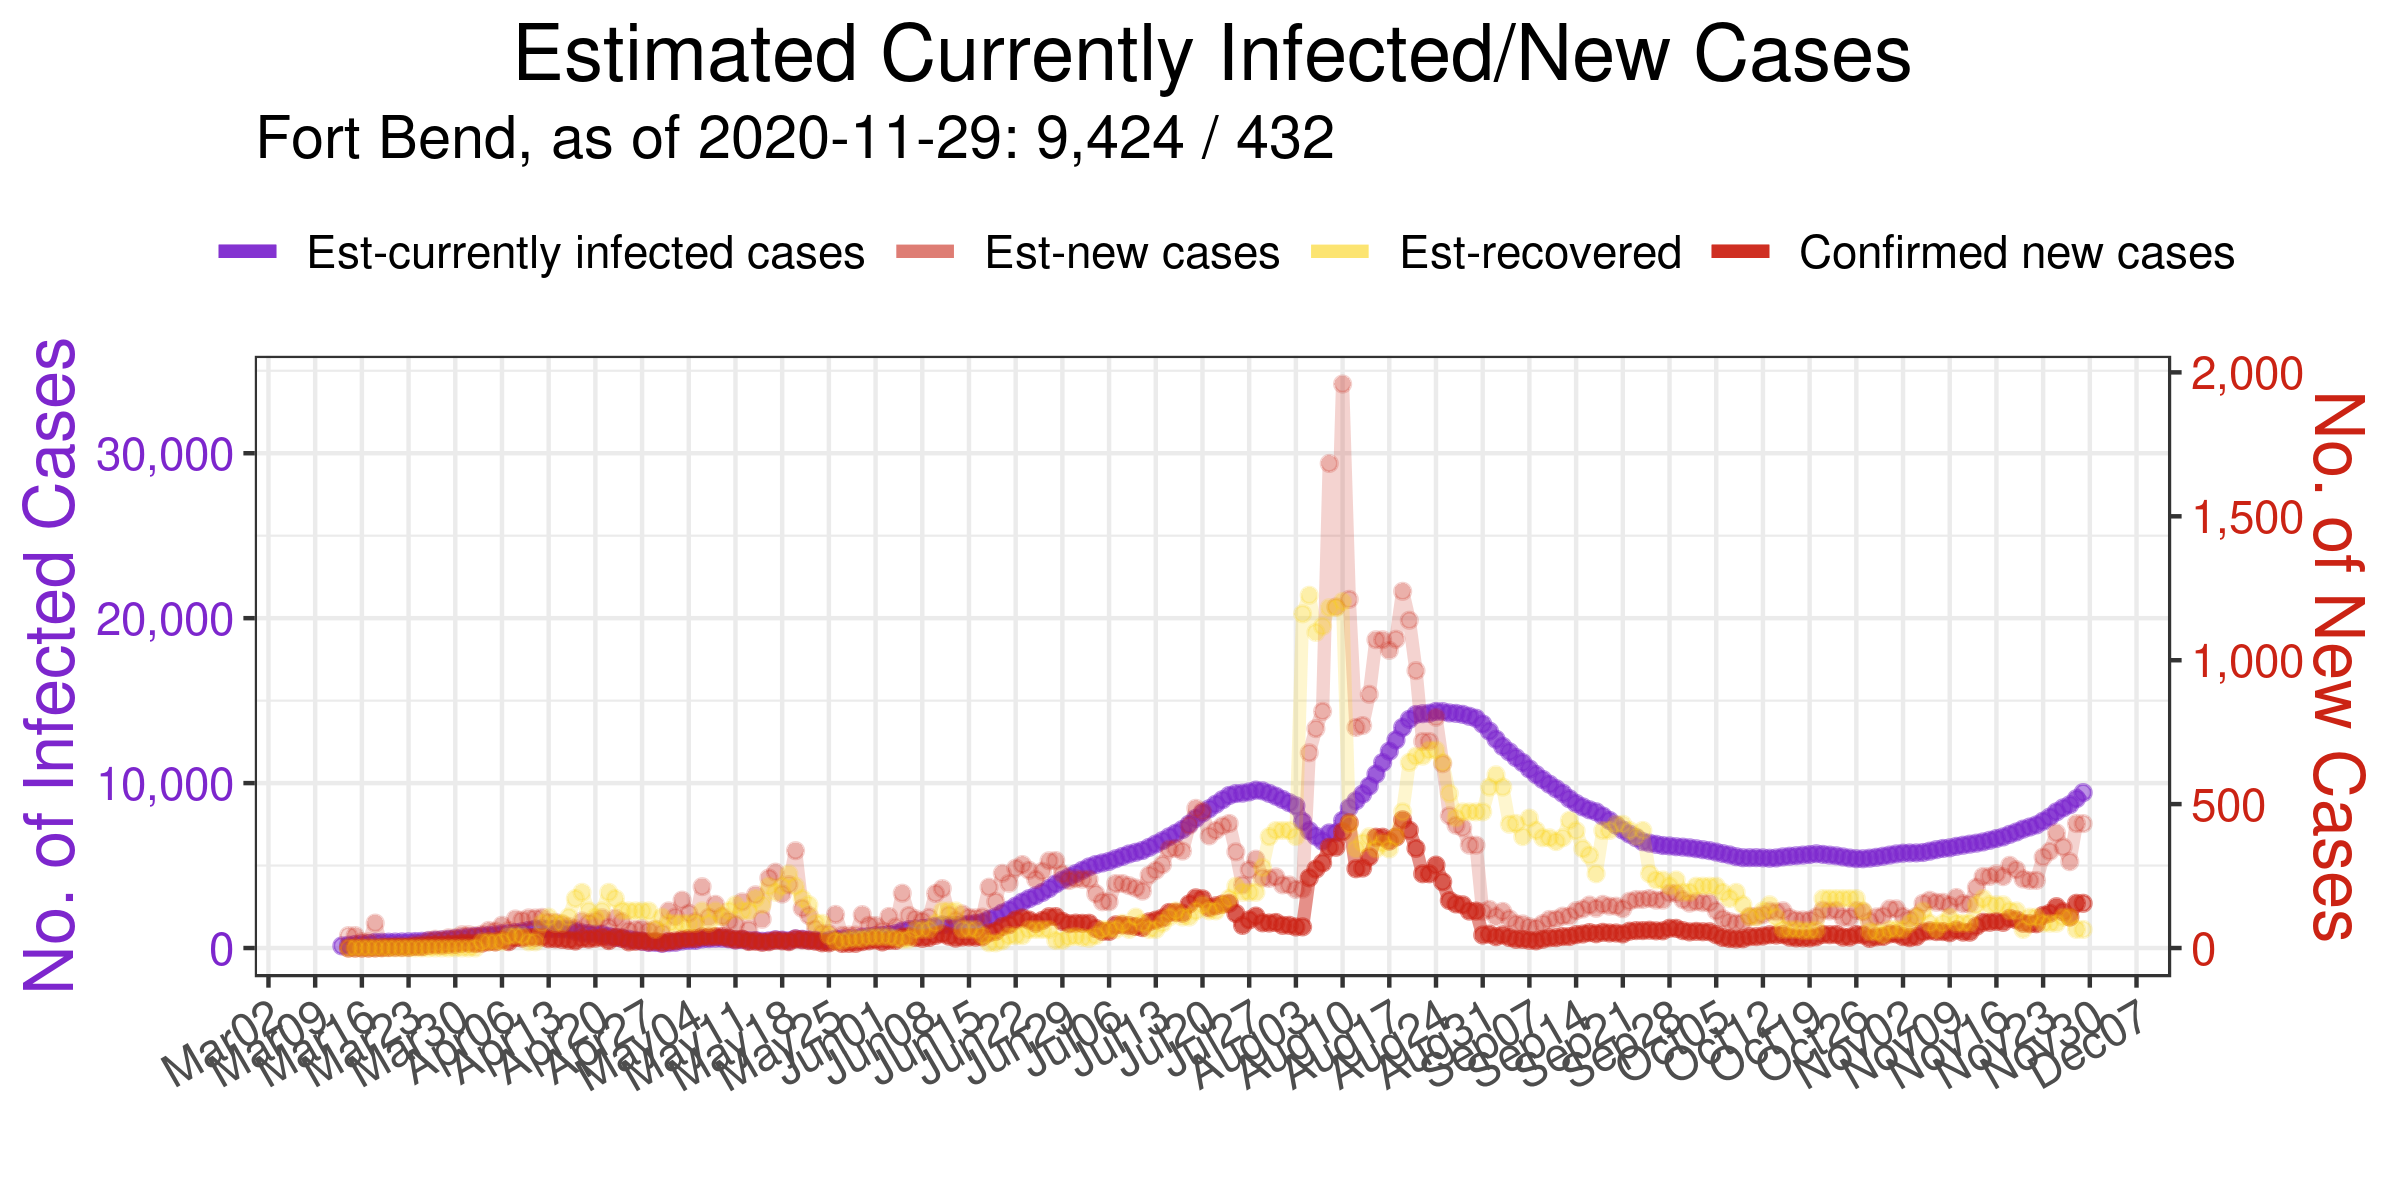 Estimated Currently Infected/New Cases
Fort Bend, as of 2020-11-29: 9,424 / 432
Est-currently infected cases Est-new cases Est-recovered Confirmed new cases
No. of Infected Cases
30,000
20,000
10,000
0
2,000
1,500
1,000
500
0
No. of New Cases
Mar02 Mar09 Mar16 Mar23 Mar30 Apr06 Apr13 Apr20 Apr27 May04 May11 May18 May25 Jun01 Jun08 Jun15 Jun22 Jun29 Jul06 Jul13 Jul20 Jul27 Aug03 Aug10 Aug17 Aug24 Aug31 Sep07 Sep14 Sep21 Sep28 Oct05 Oct12 Oct19 Oct26 Nov02 Nov09 Nov16 Nov23 Nov30 Dec07